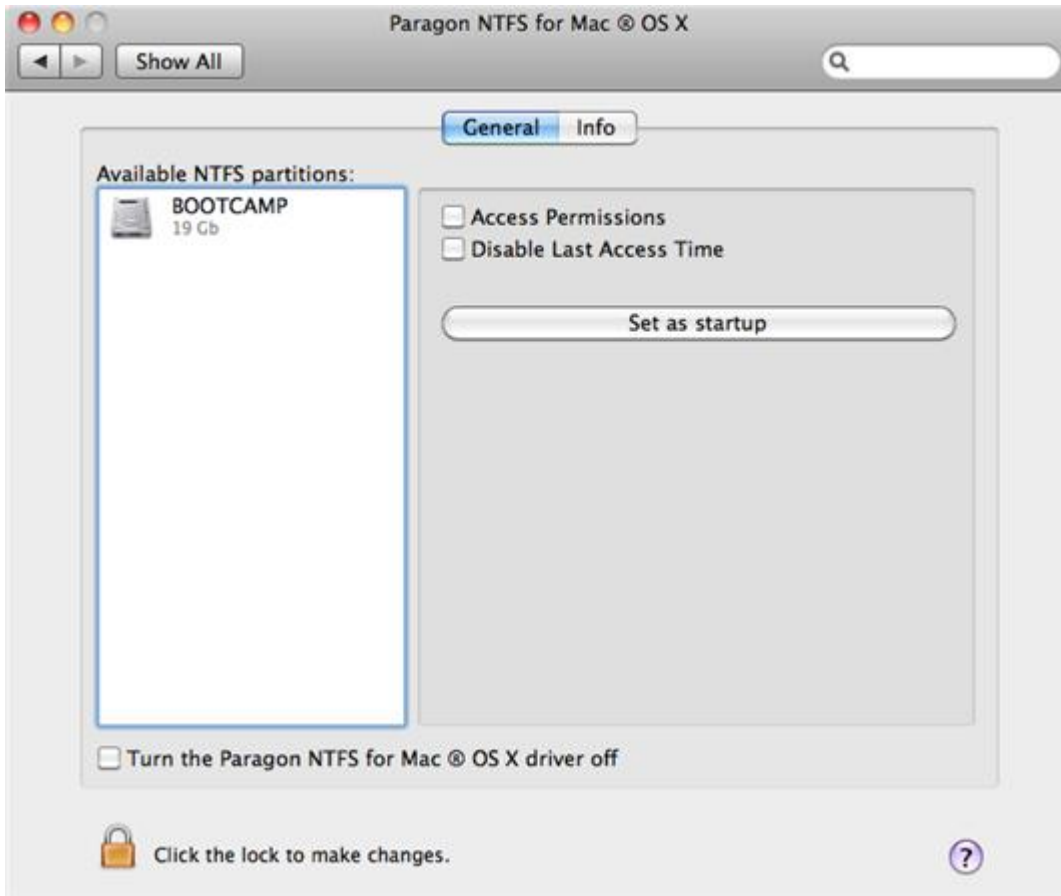 Paragon NTFS for Mac ® OS X
Show All
General Info
Available NTFS partitions:
BOOTCAMP
19 Gb
Access Permissions
Disable Last Access Time
Set as startup
Turn the Paragon NTFS for Mac ® OS X driver off
Click the lock to make changes.
?